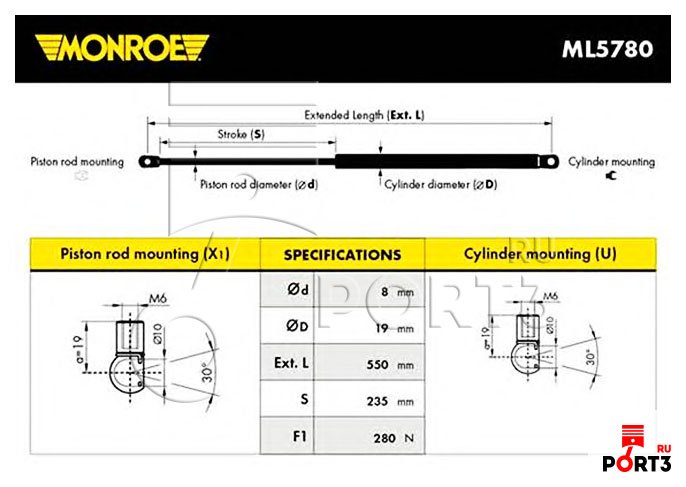 MONROE
ML5780
Extended Length (Ext. L)
Stroke (S)
Piston rod mounting
Cylinder mounting
Piston rod diameter (Ød)
Cylinder diameter (ØD)
Piston rod mounting (X1)
SPECIFICATIONS
Cylinder mounting (U)
M6
a=19
Ø10
30°
Ød 8 mm
ØD 19 mm
Ext. L 550 mm
S 235 mm
F1 280 N
M6
b=19
Ø10
30°
PORT3
RU
PORT3
RU